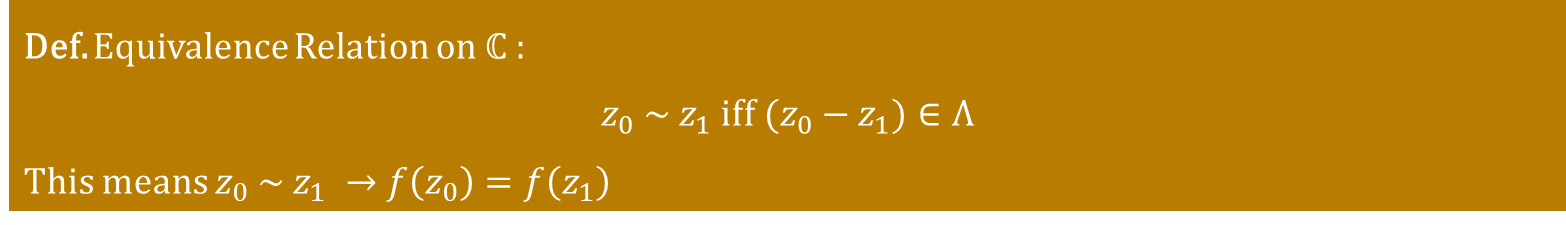 Def. Equivalence Relation on ℂ :
z₀ ~ z₁ iff (z₀ − z₁) ∈ Λ
This means z₀ ~ z₁ → f(z₀) = f(z₁)